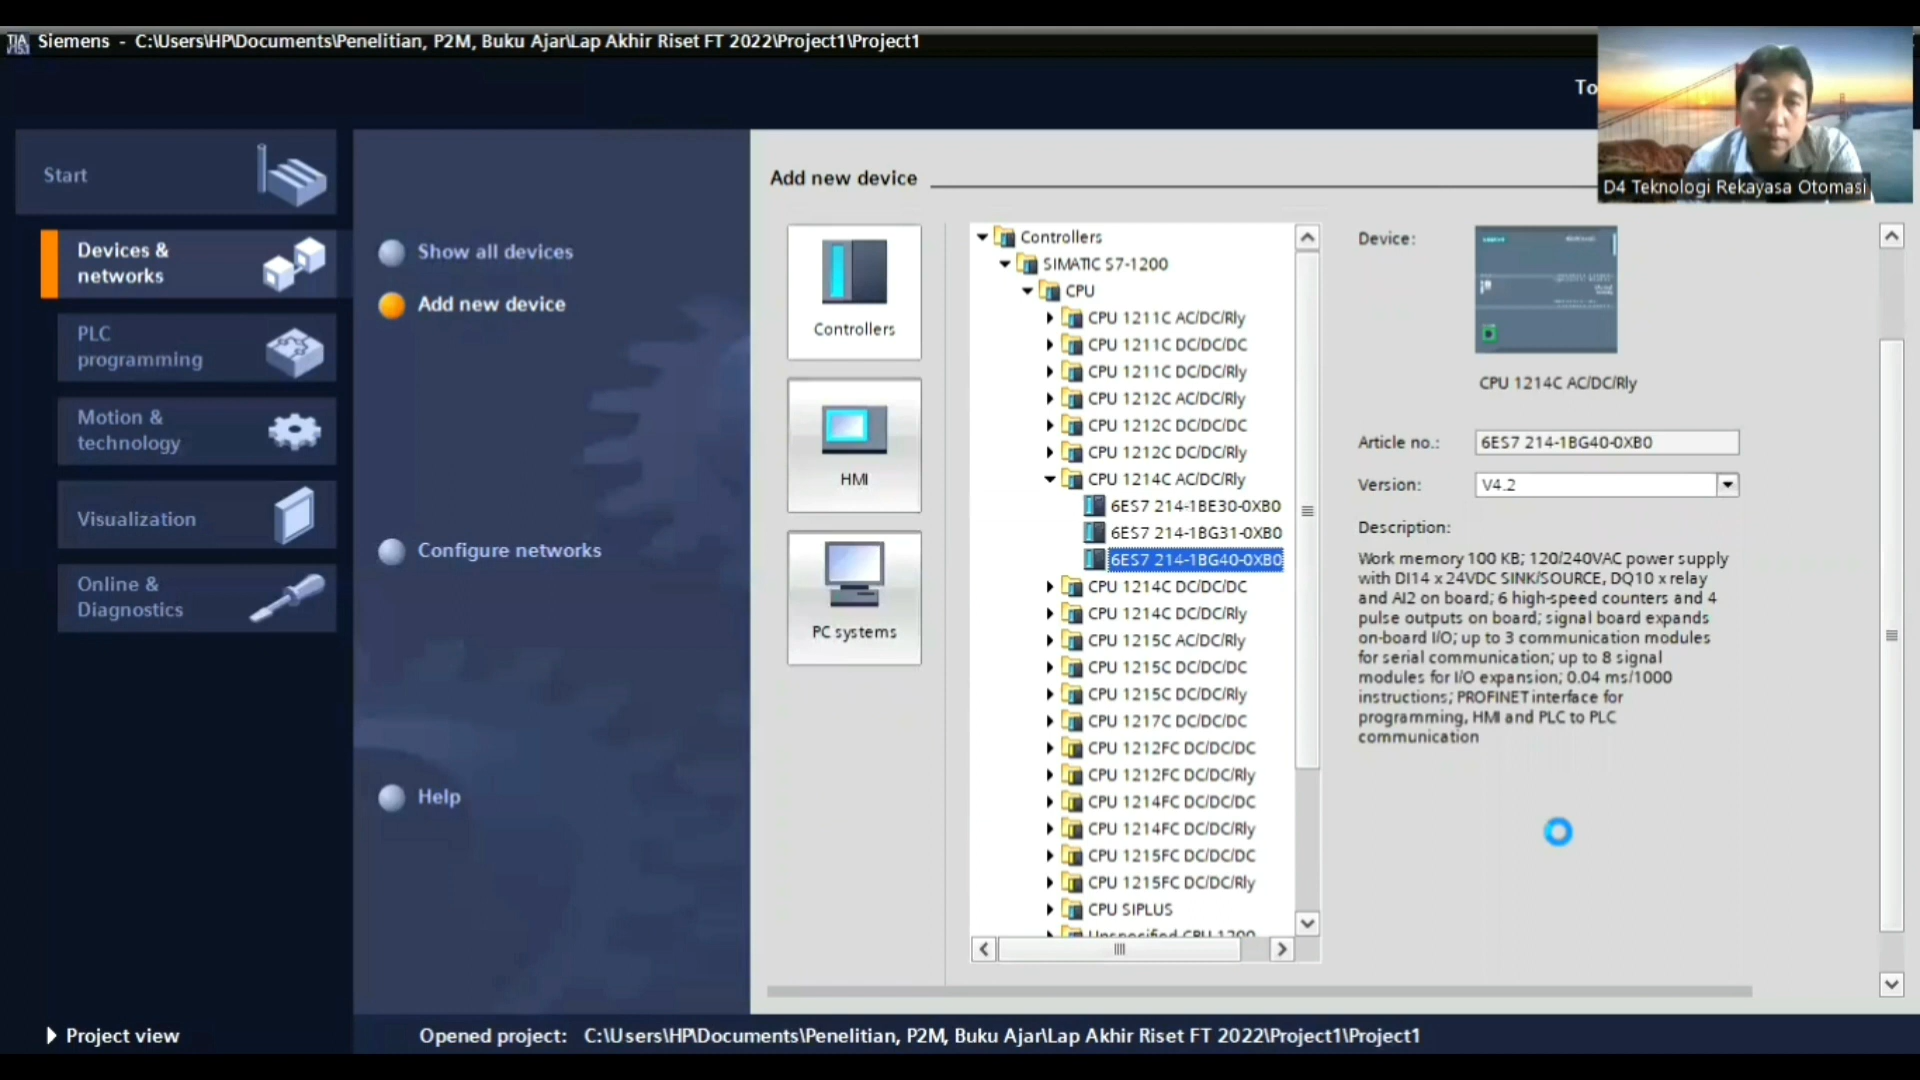 Siemens - C:\Users\HP\Documents\Penelitian, P2M, Buku Ajar\Lap Akhir Riset FT 2022\Project1\Project1
To
D4 Teknologi Rekayasa Otomasi
Start
Devices &
networks
PLC
programming
Motion &
technology
Visualization
Online &
Diagnostics
Show all devices
Add new device
Configure networks
Help
Add new device
Controllers
HMI
PC systems
Controllers
SIMATIC S7-1200
CPU
CPU 1211C AC/DC/Rly
CPU 1211C DC/DC/DC
CPU 1211C DC/DC/Rly
CPU 1212C AC/DC/Rly
CPU 1212C DC/DC/DC
CPU 1212C DC/DC/Rly
CPU 1214C AC/DC/Rly
6ES7 214-1BE30-0XB0
6ES7 214-1BG31-0XB0
6ES7 214-1BG40-0XB0
CPU 1214C DC/DC/DC
CPU 1214C DC/DC/Rly
CPU 1215C AC/DC/Rly
CPU 1215C DC/DC/DC
CPU 1215C DC/DC/Rly
CPU 1217C DC/DC/DC
CPU 1212FC DC/DC/DC
CPU 1212FC DC/DC/Rly
CPU 1214FC DC/DC/DC
CPU 1214FC DC/DC/Rly
CPU 1215FC DC/DC/DC
CPU 1215FC DC/DC/Rly
CPU SIPLUS
Unspecified CPU 1200
Device:
CPU 1214C AC/DC/Rly
Article no.: 6ES7 214-1BG40-0XB0
Version: V4.2
Description:
Work memory 100 KB; 120/240VAC power supply
with DI14 x 24VDC SINK/SOURCE, DQ10 x relay
and AI2 on board; 6 high-speed counters and 4
pulse outputs on board; signal board expands
on-board I/O; up to 3 communication modules
for serial communication; up to 8 signal
modules for I/O expansion; 0.04 ms/1000
instructions; PROFINET interface for
programming, HMI and PLC to PLC
communication
Project view
Opened project: C:\Users\HP\Documents\Penelitian, P2M, Buku Ajar\Lap Akhir Riset FT 2022\Project1\Project1